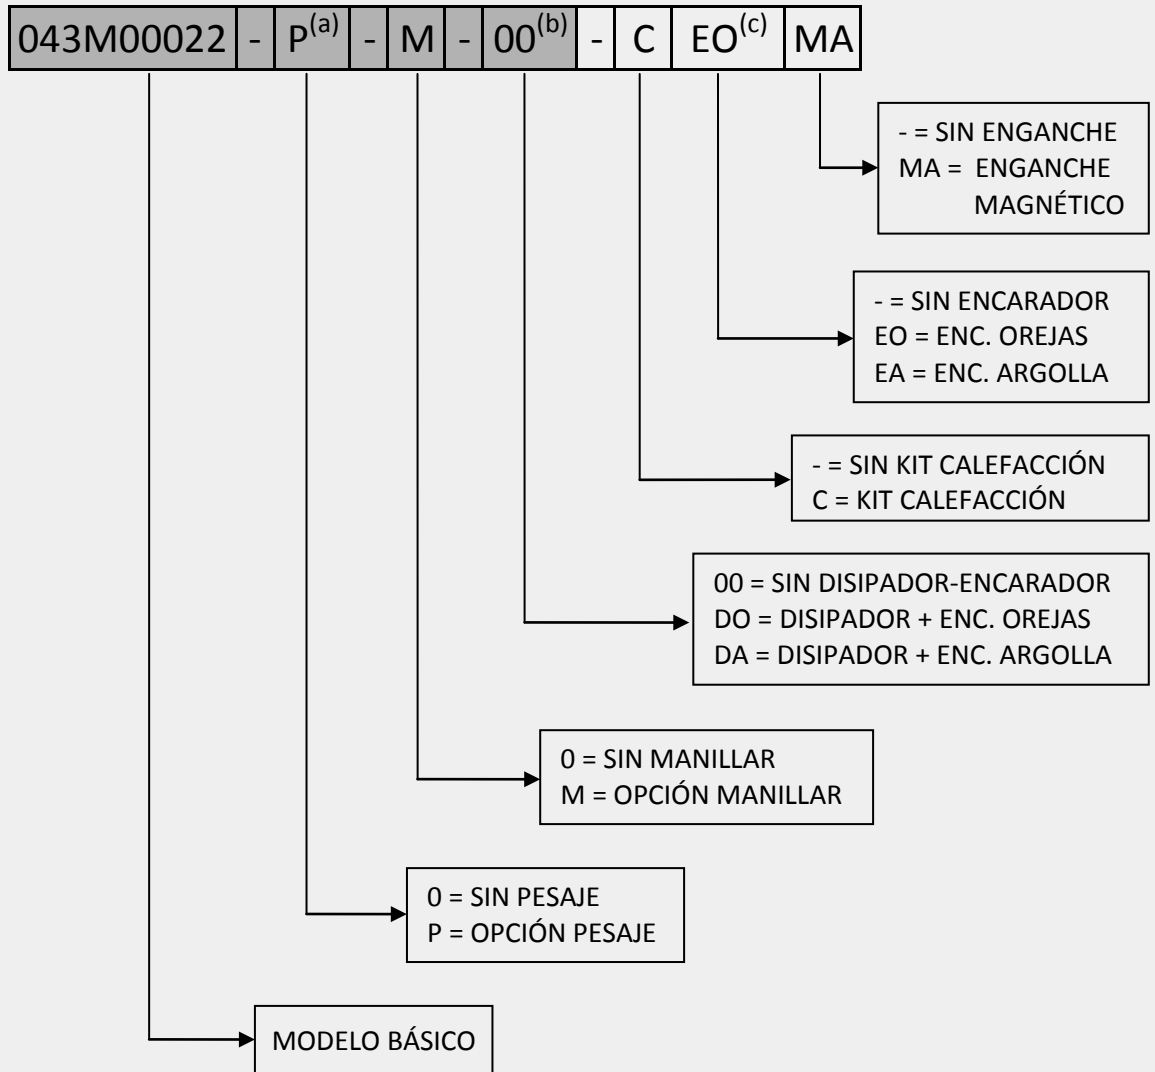 043M00022 - P(a) - M - 00(b) - C EO(c) MA
- = SIN ENGANCHE
MA = ENGANCHE
MAGNÉTICO
- = SIN ENCARADOR
EO = ENC. OREJAS
EA = ENC. ARGOLLA
- = SIN KIT CALEFACCIÓN
C = KIT CALEFACCIÓN
00 = SIN DISIPADOR-ENCARADOR
DO = DISIPADOR + ENC. OREJAS
DA = DISIPADOR + ENC. ARGOLLA
0 = SIN MANILLAR
M = OPCIÓN MANILLAR
0 = SIN PESAJE
P = OPCIÓN PESAJE
MODELO BÁSICO